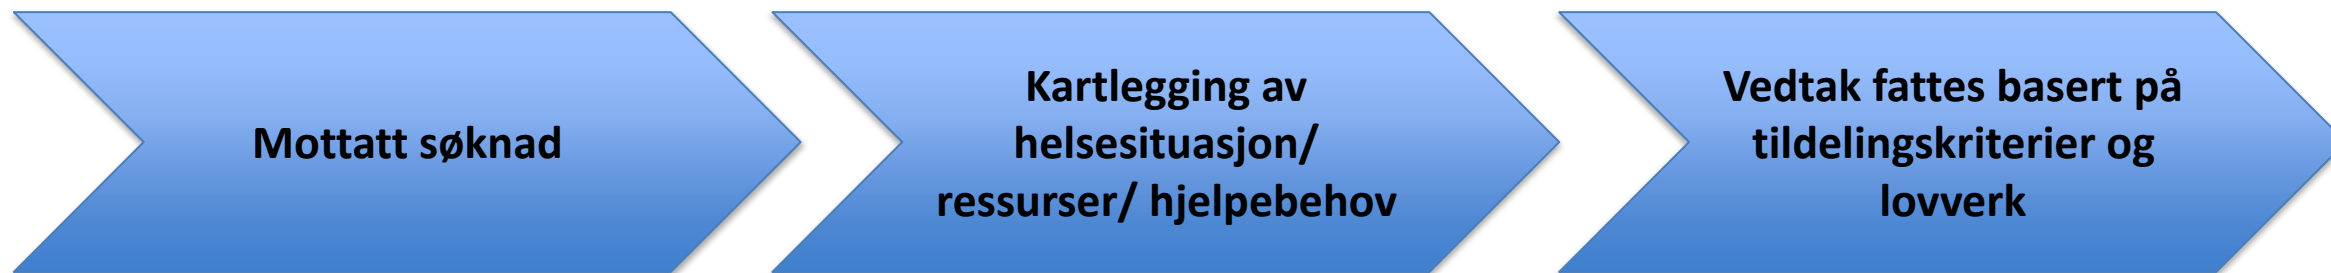 Mottatt søknad
Kartlegging av
helsesituasjon/
ressurser/ hjelpebehov
Vedtak fattes basert på
tildelingskriterier og
lovverk